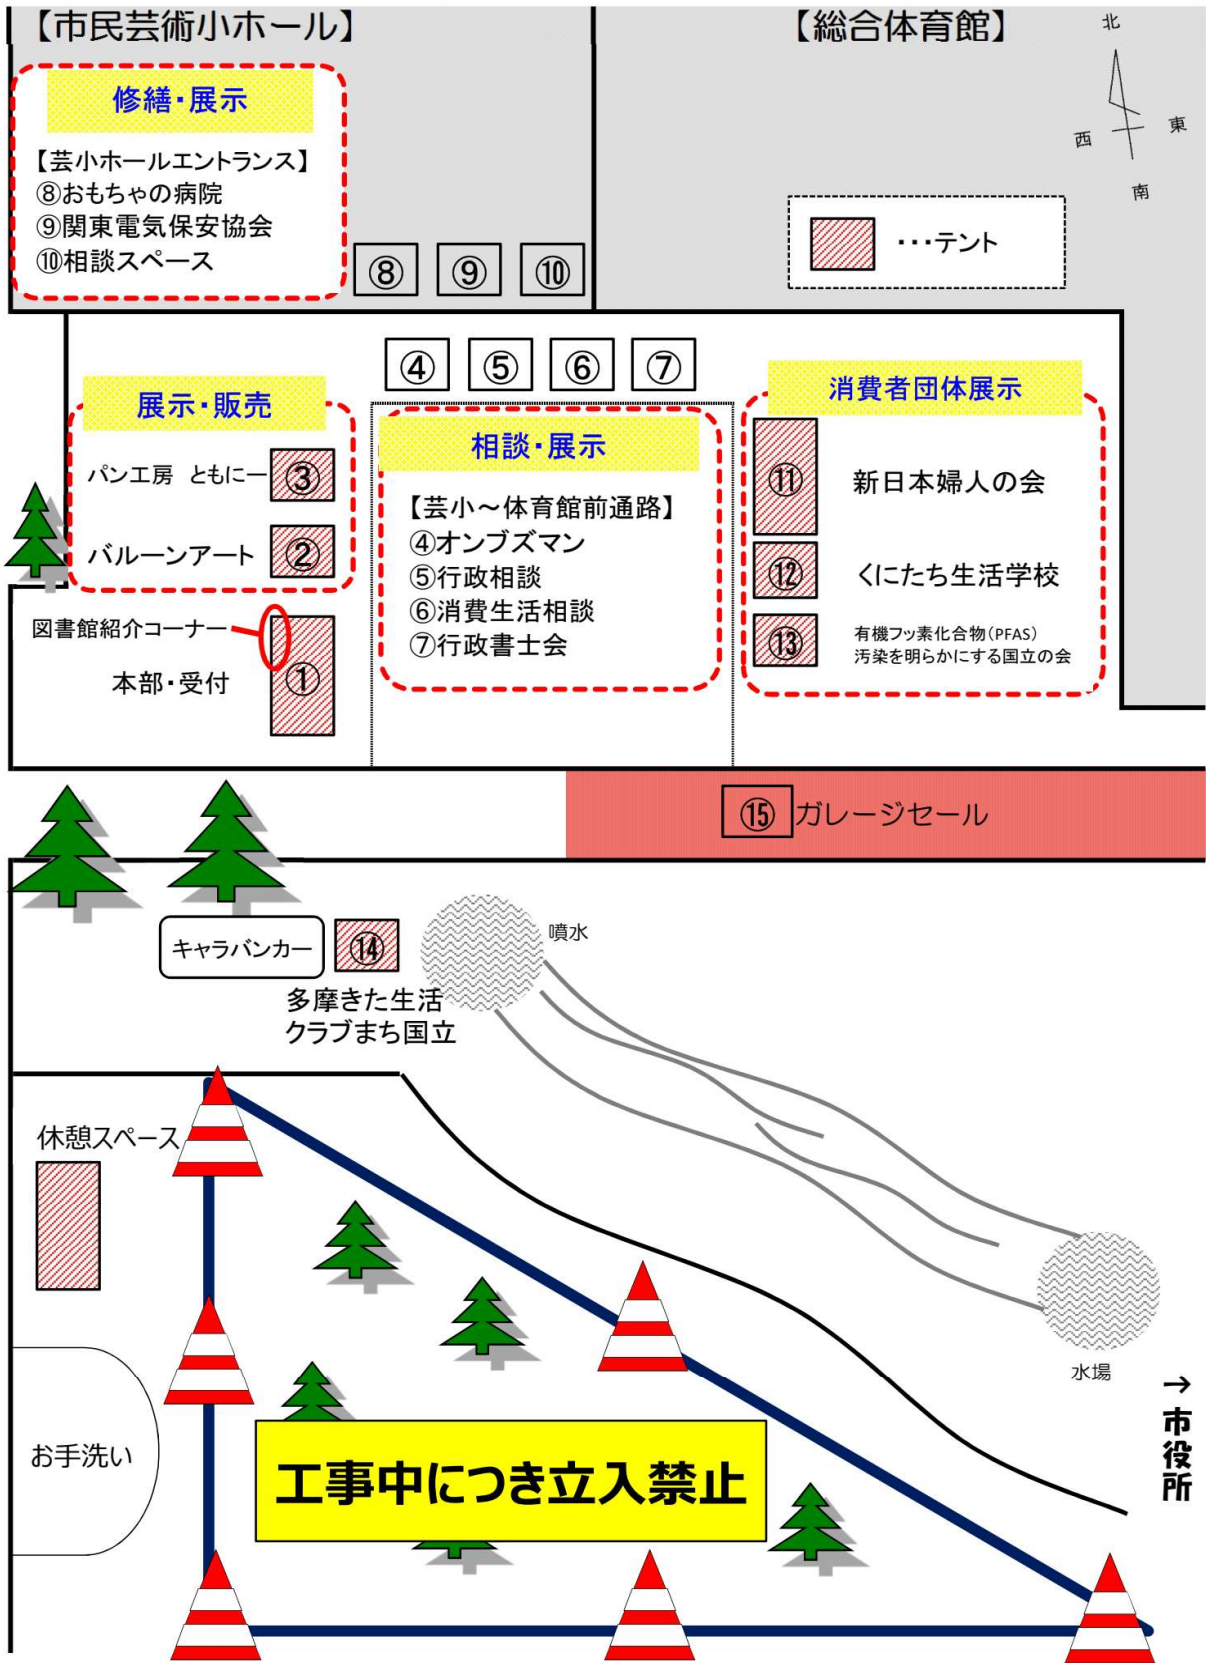 【市民芸術小ホール】
【総合体育館】
北
西
東
南
修繕・展示
【芸小ホールエントランス】
⑧おもちゃの病院
⑨関東電気保安協会
⑩相談スペース
⑧
⑨
⑩
・・・テント
④
⑤
⑥
⑦
展示・販売
パン工房 ともにー
③
バルーンアート
②
図書館紹介コーナー
本部・受付
①
相談・展示
【芸小～体育館前通路】
④オンブズマン
⑤行政相談
⑥消費生活相談
⑦行政書士会
消費者団体展示
⑪
新日本婦人の会
⑫
くにたち生活学校
⑬
有機フッ素化合物(PFAS)
汚染を明らかにする国立の会
⑮
ガレージセール
キャラバンカー
⑭
噴水
多摩きた生活
クラブまち国立
休憩スペース
水場
→市役所
お手洗い
工事中につき立入禁止